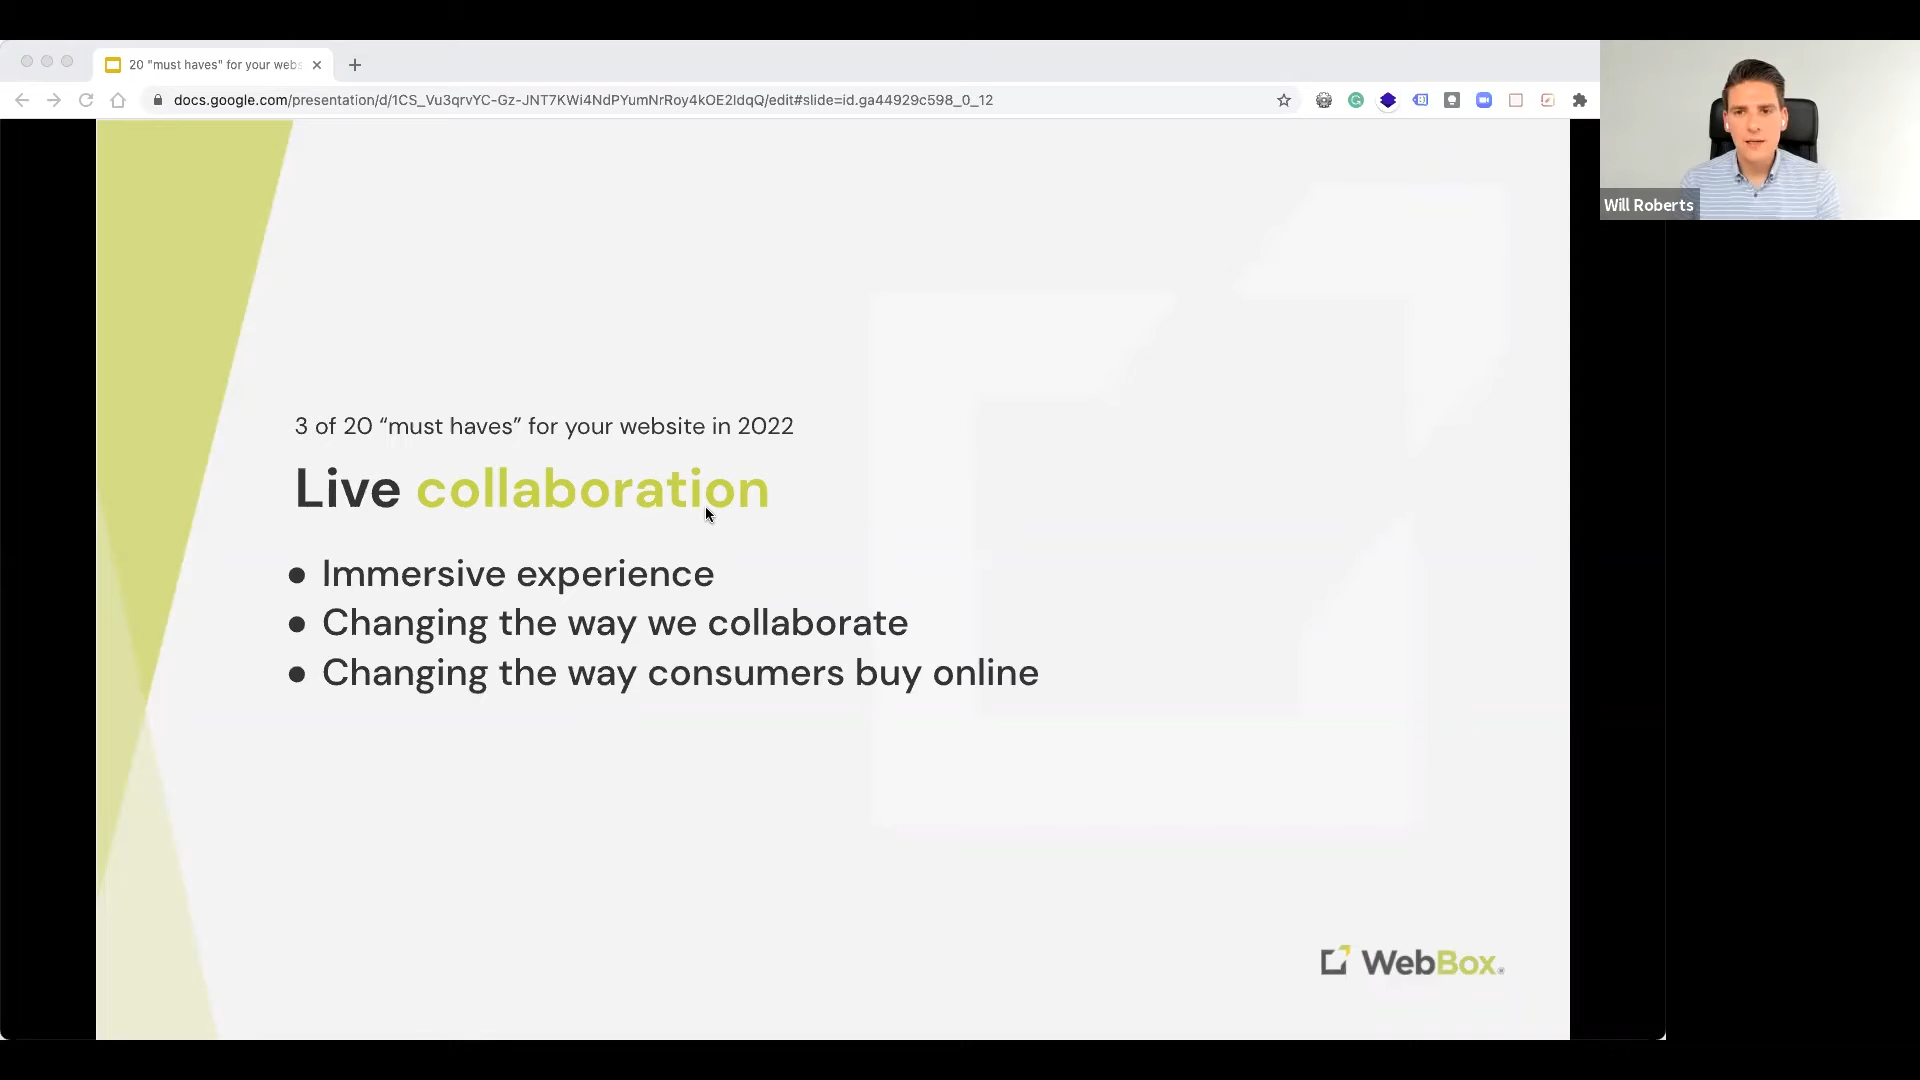 20 "must haves" for your webs
docs.google.com/presentation/d/1CS_Vu3qrvYC-Gz-JNT7KWi4NdPYumNrRoy4kOE2IdqQ/edit#slide=id.ga44929c598_0_12
Will Roberts
3 of 20 “must haves” for your website in 2022
Live collaboration
● Immersive experience
● Changing the way we collaborate
● Changing the way consumers buy online
WebBox